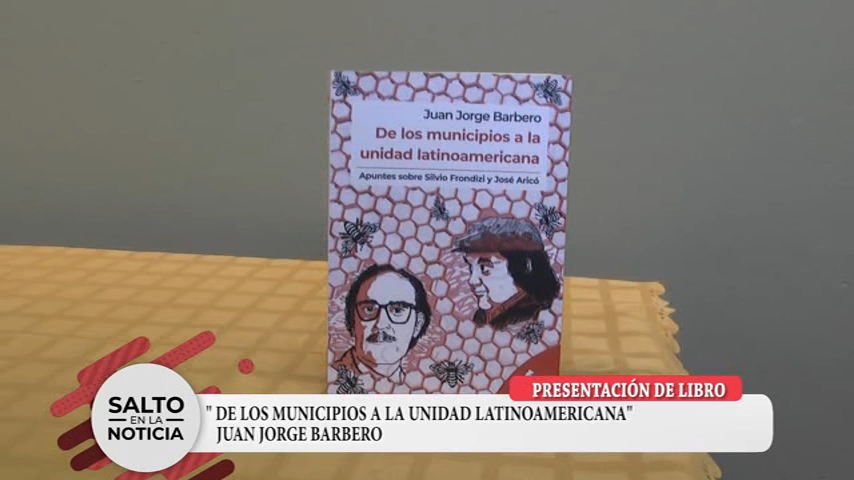 Juan Jorge Barbero
De los municipios a la
unidad latinoamericana
Apuntes sobre Silvio Frondizi y José Aricó
PRESENTACIÓN DE LIBRO
SALTO
EN LA
NOTICIA
" DE LOS MUNICIPIOS A LA UNIDAD LATINOAMERICANA"
JUAN JORGE BARBERO